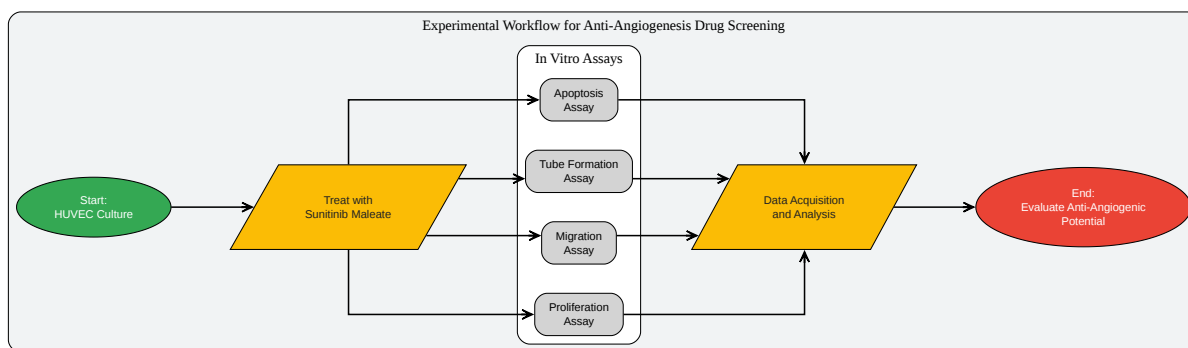 Experimental Workflow for Anti-Angiogenesis Drug Screening
In Vitro Assays
Apoptosis
Assay
Tube Formation
Assay
Start:
HUVEC Culture
Treat with
Sunitinib Maleate
Data Acquisition
and Analysis
End:
Evaluate Anti-Angiogenic
Potential
Migration
Assay
Proliferation
Assay